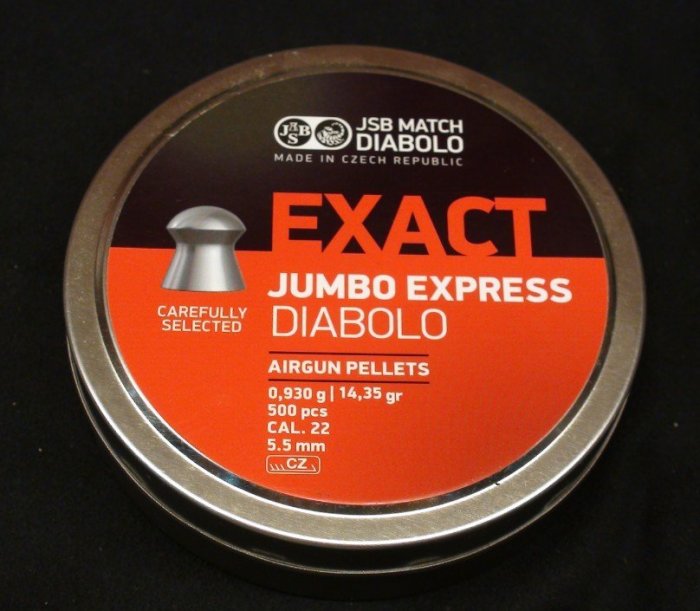 JSB
JSB MATCH
DIABOLO
MADE IN CZECH REPUBLIC
EXACT
JUMBO EXPRESS
DIABOLO
CAREFULLY
SELECTED
AIRGUN PELLETS
0,930 g | 14,35 gr
500 pcs
CAL. 22
5.5 mm
CZ